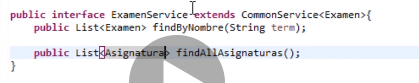 public interface ExamenService extends CommonService<Examen>{
public List<Examen> findByNombre(String term);
public List<Asignatura> findAllAsignaturas();
}